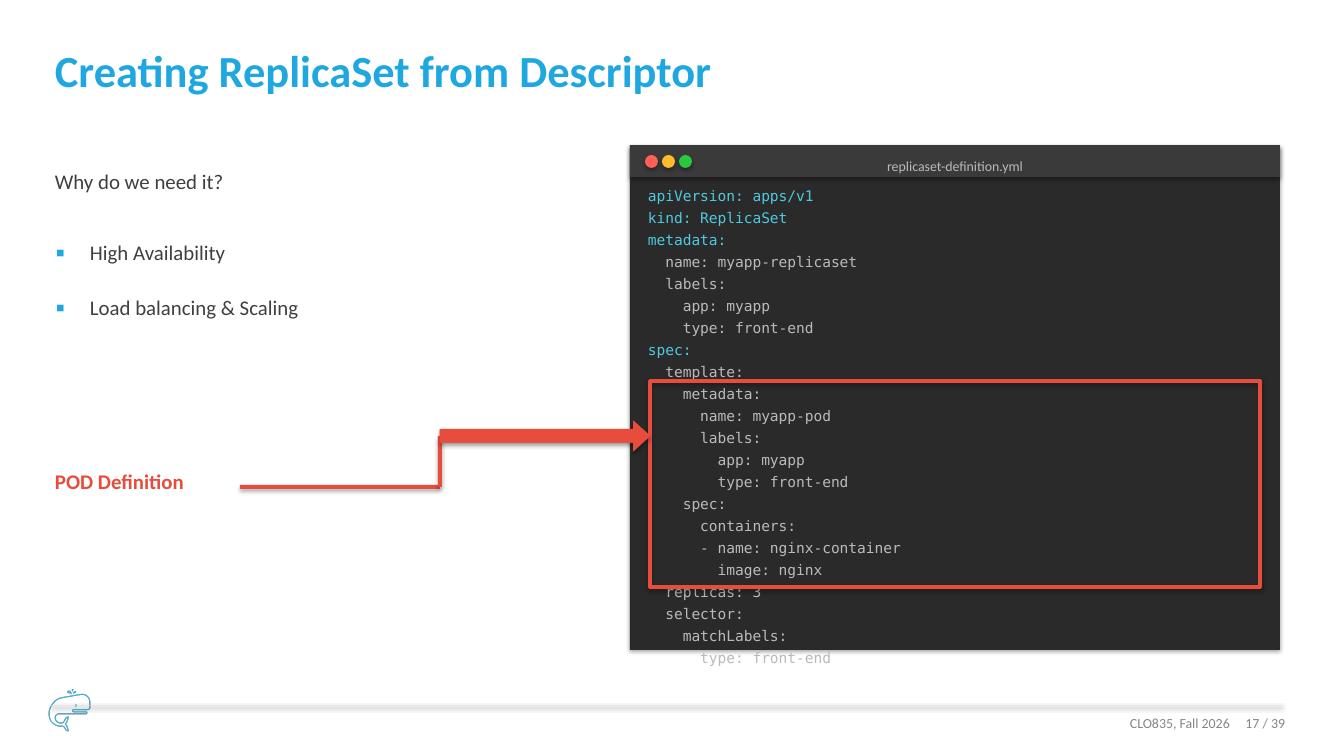 Creating ReplicaSet from Descriptor
Why do we need it?
▪ High Availability
▪ Load balancing & Scaling
POD Definition
replicaset-definition.yml
apiVersion: apps/v1
kind: ReplicaSet
metadata:
  name: myapp-replicaset
  labels:
    app: myapp
    type: front-end
spec:
  template:
    metadata:
      name: myapp-pod
      labels:
        app: myapp
        type: front-end
    spec:
      containers:
      - name: nginx-container
        image: nginx
  replicas: 3
  selector:
    matchLabels:
      type: front-end
CLO835, Fall 2026 17 / 39